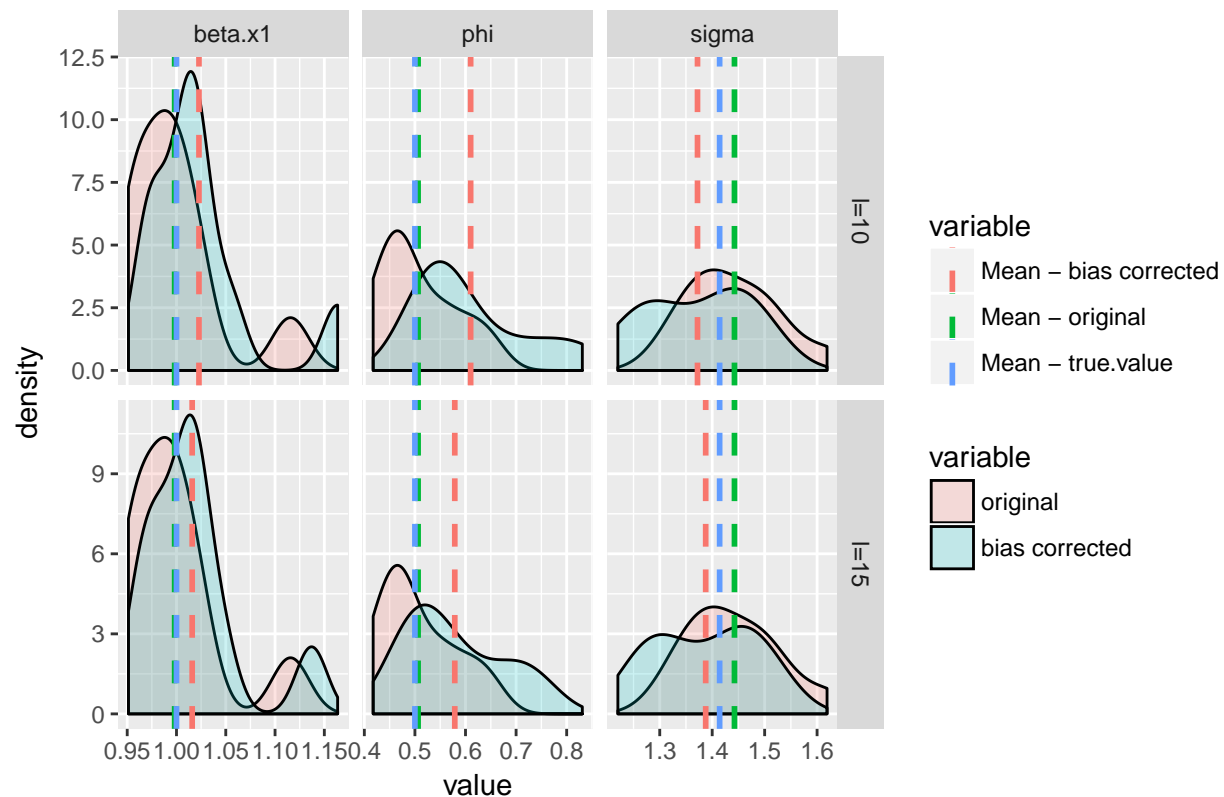 beta.x1 phi sigma
12.5
10.0
7.5
5.0
2.5
0.0
l=10
9
6
3
0
l=15
density
0.95 1.00 1.05 1.10 1.15 0.4 0.5 0.6 0.7 0.8 1.3 1.4 1.5 1.6
value
variable
Mean − bias corrected
Mean − original
Mean − true.value
variable
original
bias corrected